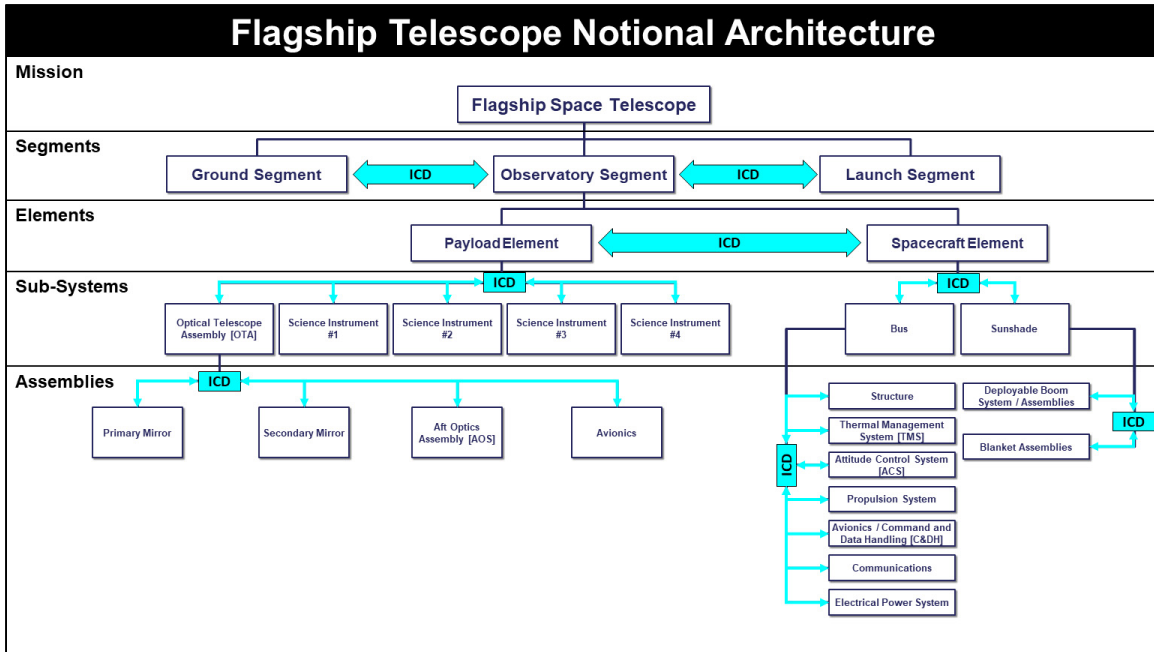 Flagship Telescope Notional Architecture
Mission
Flagship Space Telescope
Segments
Ground Segment
ICD
Observatory Segment
ICD
Launch Segment
Elements
Payload Element
ICD
Spacecraft Element
Sub-Systems
ICD
ICD
Optical Telescope
Assembly [OTA]
Science Instrument
#1
Science Instrument
#2
Science Instrument
#3
Science Instrument
#4
Bus
Sunshade
Assemblies
ICD
Primary Mirror
Secondary Mirror
Aft Optics
Assembly [AOS]
Avionics
ICD
Structure
Thermal Management
System [TMS]
Attitude Control System
[ACS]
Propulsion System
Avionics / Command and
Data Handling [C&DH]
Communications
Electrical Power System
Deployable Boom
System / Assemblies
ICD
Blanket Assemblies